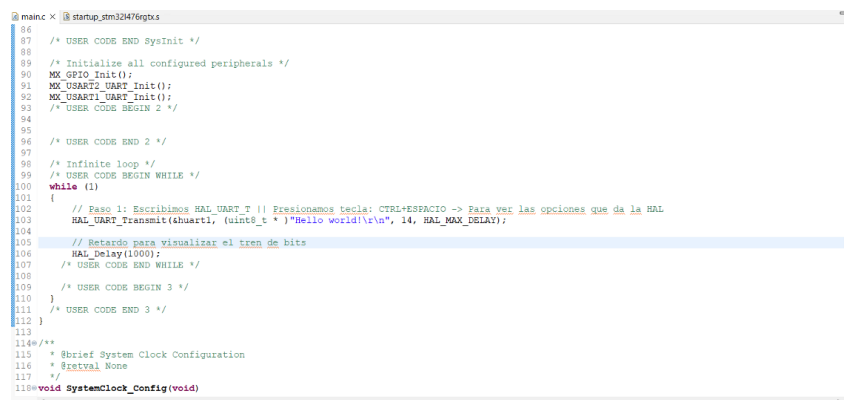 main.c startup_stm32l476rgtx.s
86
87 /* USER CODE END SysInit */
88
89 /* Initialize all configured peripherals */
90 MX_GPIO_Init();
91 MX_USART2_UART_Init();
92 MX_USART1_UART_Init();
93 /* USER CODE BEGIN 2 */
94
95
96 /* USER CODE END 2 */
97
98 /* Infinite loop */
99 /* USER CODE BEGIN WHILE */
100 while (1)
101 {
102 // Paso 1: Escribimos HAL_UART_T || Presionamos tecla: CTRL+ESPACIO -> Para ver las opciones que da la HAL
103 HAL_UART_Transmit(&huart1, (uint8_t * )"Hello world!\r\n", 14, HAL_MAX_DELAY);
104
105 // Retardo para visualizar el tren de bits
106 HAL_Delay(1000);
107 /* USER CODE END WHILE */
108
109 /* USER CODE BEGIN 3 */
110 }
111 /* USER CODE END 3 */
112 }
113
114 /**
115 * @brief System Clock Configuration
116 * @retval None
117 */
118 void SystemClock_Config(void)